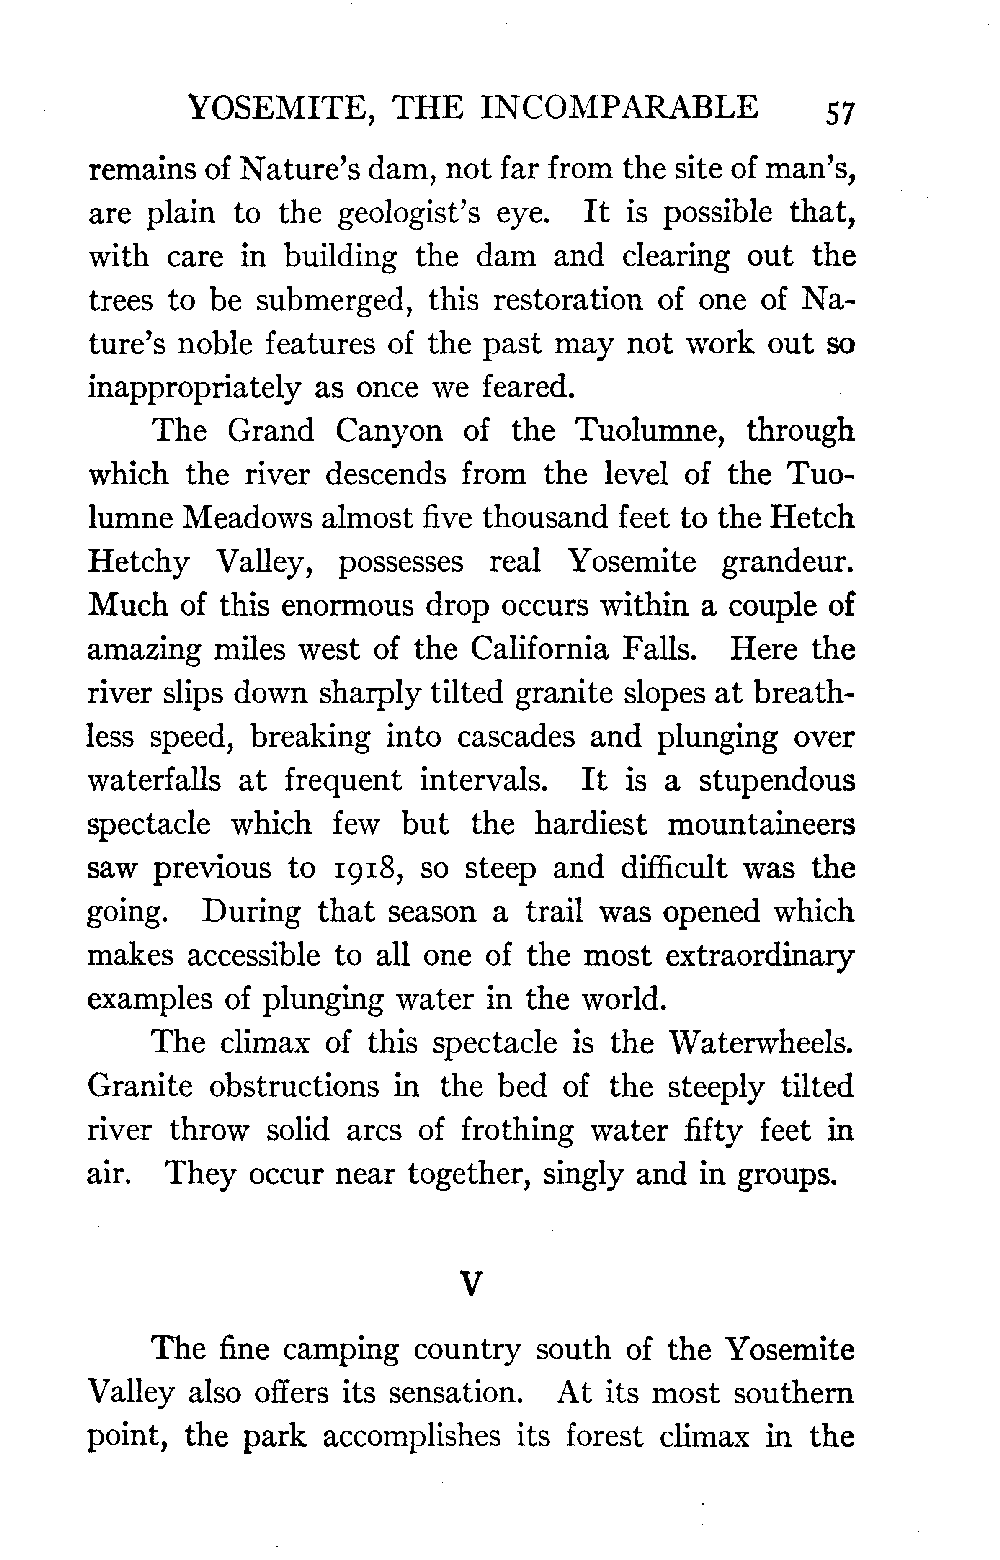 YOSEMITE, THE INCOMPARABLE 57
remains of Nature's dam, not far from the site of man's,
are plain to the geologist's eye. It is possible that,
with care in building the dam and clearing out the
trees to be submerged, this restoration of one of Na-
ture's noble features of the past may not work out so
inappropriately as once we feared.
The Grand Canyon of the Tuolumne, through
which the river descends from the level of the Tuo-
lumne Meadows almost five thousand feet to the Hetch
Hetchy Valley, possesses real Yosemite grandeur.
Much of this enormous drop occurs within a couple of
amazing miles west of the California Falls. Here the
river slips down sharply tilted granite slopes at breath-
less speed, breaking into cascades and plunging over
waterfalls at frequent intervals. It is a stupendous
spectacle which few but the hardiest mountaineers
saw previous to 1918, so steep and difficult was the
going. During that season a trail was opened which
makes accessible to all one of the most extraordinary
examples of plunging water in the world.
The climax of this spectacle is the Waterwheels.
Granite obstructions in the bed of the steeply tilted
river throw solid arcs of frothing water fifty feet in
air. They occur near together, singly and in groups.
V
The fine camping country south of the Yosemite
Valley also offers its sensation. At its most southern
point, the park accomplishes its forest climax in the